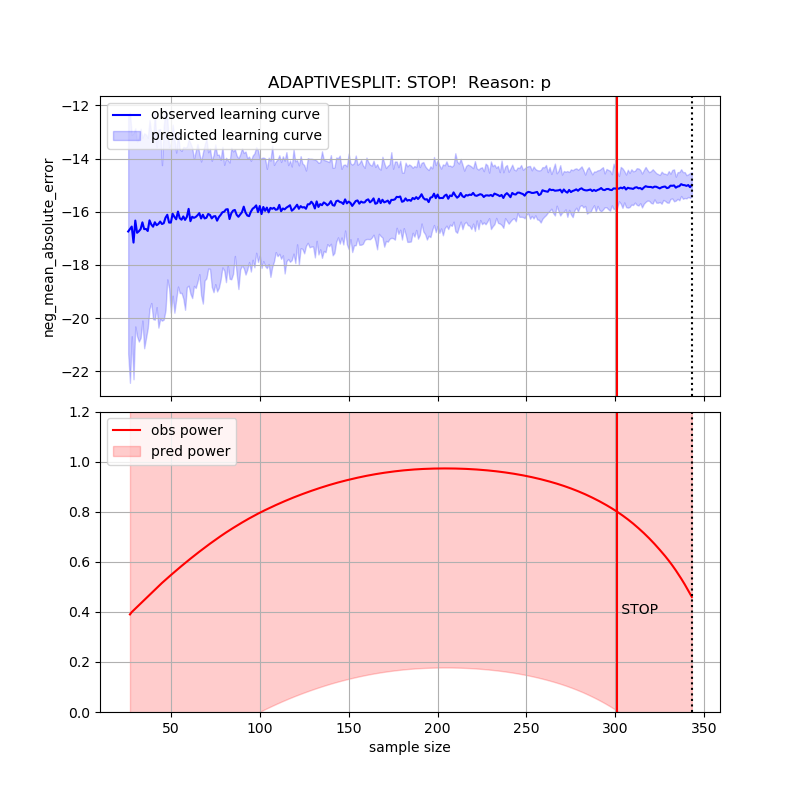 ADAPTIVESPLIT: STOP!  Reason: p
−12
−14
−16
−18
−20
−22
neg_mean_absolute_error
observed learning curve
predicted learning curve
1.2
1.0
0.8
0.6
0.4
0.2
0.0
obs power
pred power
STOP
50
100
150
200
250
300
350
sample size